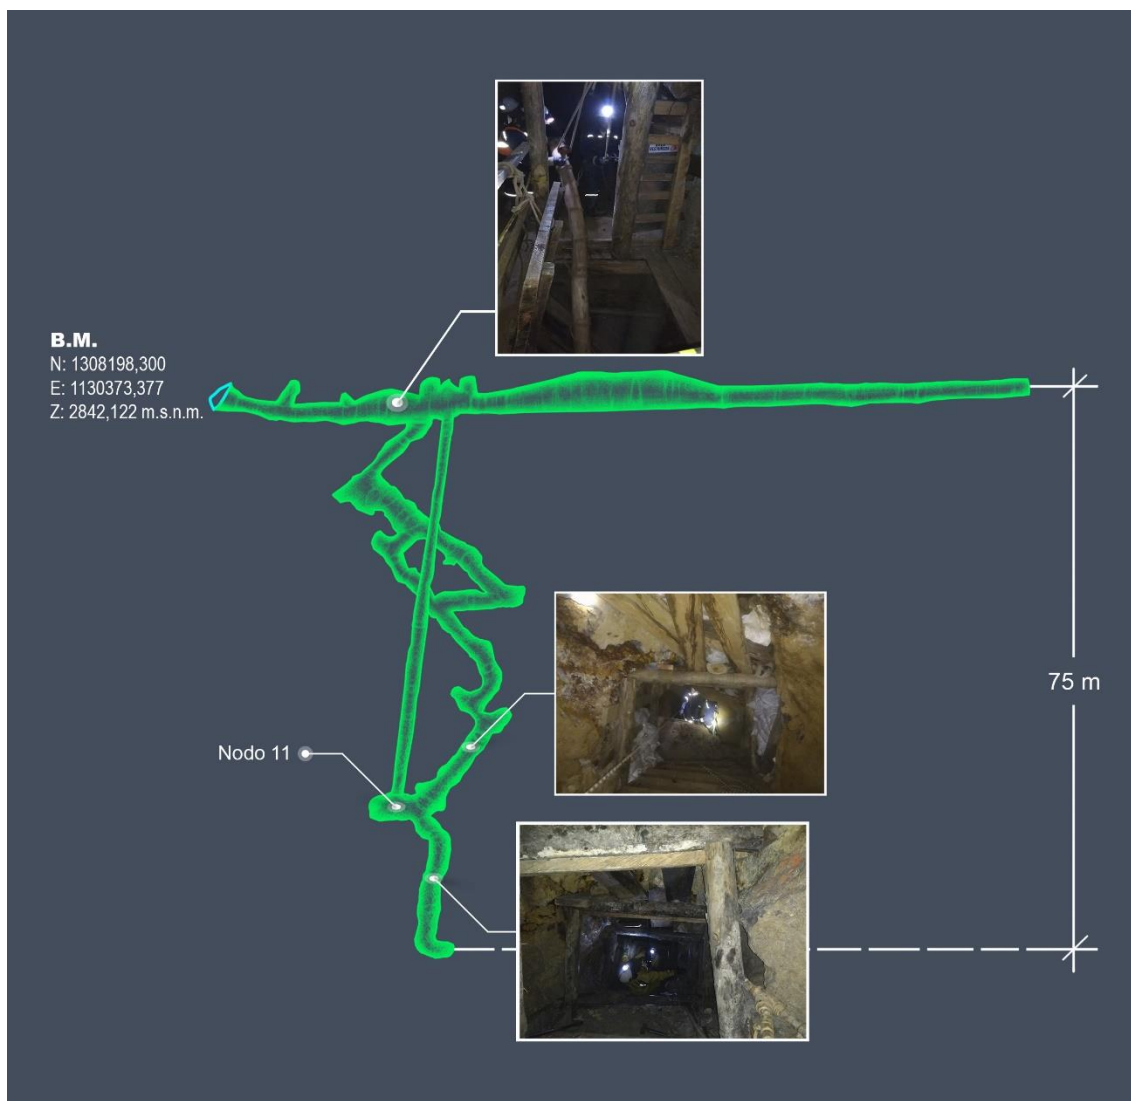 B.M.
N: 1308198,300
E: 1130373,377
Z: 2842,122 m.s.n.m.
75 m
Nodo 11